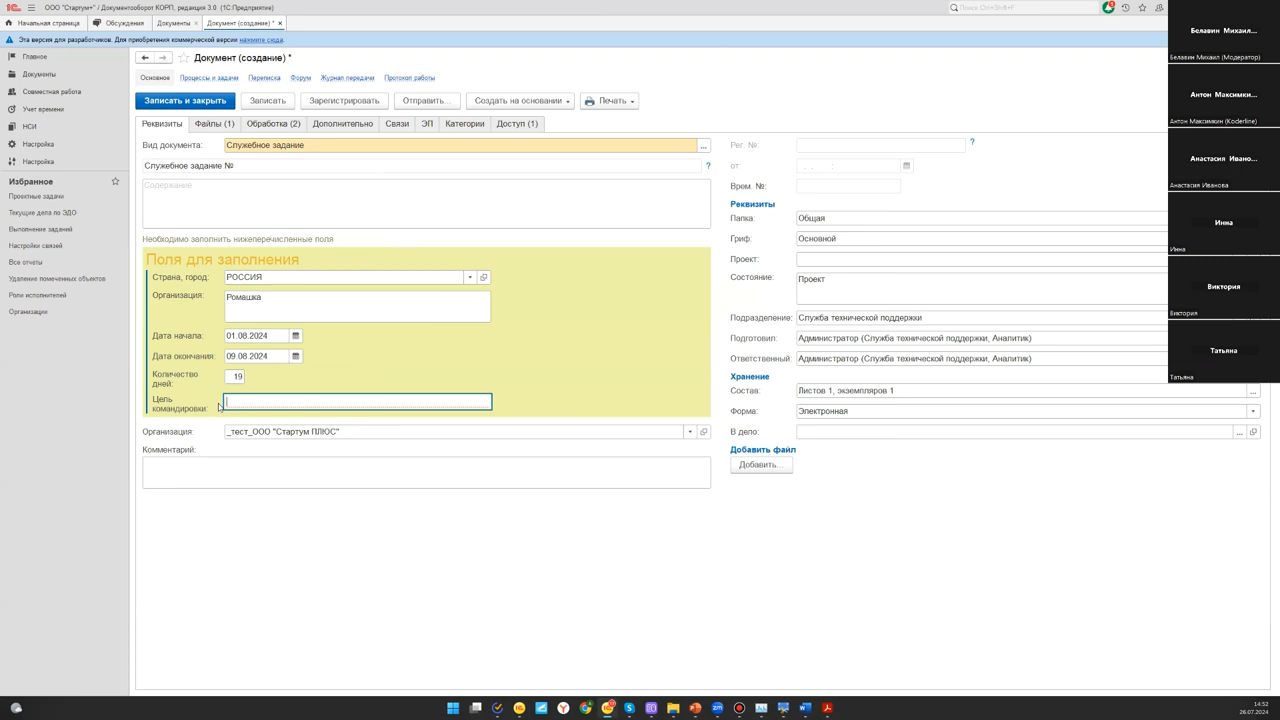 ООО "Стартум+" / Документооборот КОРП, редакция 3.0 (1С:Предприятие)
Поиск Ctrl+Shift+F
Начальная страница
Обсуждения
Документы ×
Документ (создание) * ×
Эта версия для разработчиков. Для приобретения коммерческой версии нажмите сюда.
Главное
Документы
Совместная работа
Учет времени
НСИ
Настройка
Настройка
Избранное
Проектные задачи
Текущие дела по ЭДО
Выполнение заданий
Настройки связей
Все отчеты
Удаление помеченных объектов
Роли исполнителей
Организации
Документ (создание) *
Основное Процессы и задачи Переписка Форум Журнал передачи Протокол работы
Записать и закрыть Записать Зарегистрировать Отправить... Создать на основании Печать
Реквизиты Файлы (1) Обработка (2) Дополнительно Связи ЭП Категории Доступ (1)
Вид документа: Служебное задание ...
Служебное задание № ?
Содержание
Необходимо заполнить нижеперечисленные поля
Поля для заполнения
Страна, город: РОССИЯ
Организация: Ромашка
Дата начала: 01.08.2024
Дата окончания: 09.08.2024
Количество
дней: 19
Цель
командировки:
Организация: _тест_ООО "Стартум ПЛЮС"
Комментарий:
Рег. №: ?
от: . . :
Врем. №:
Реквизиты
Папка: Общая
Гриф: Основной
Проект:
Состояние: Проект
Подразделение: Служба технической поддержки
Подготовил: Администратор (Служба технической поддержки, Аналитик)
Ответственный: Администратор (Служба технической поддержки, Аналитик)
Хранение
Состав: Листов 1, экземпляров 1 ...
Форма: Электронная
В дело: ...
Добавить файл
Добавить...
Белавин Михаил...
Белавин Михаил (Модератор)
Антон Максимки...
Антон Максимкин (Koderline)
Анастасия Ивано...
Анастасия Иванова
Инна
Инна
Виктория
Виктория
Татьяна
Татьяна
14:52
26.07.2024